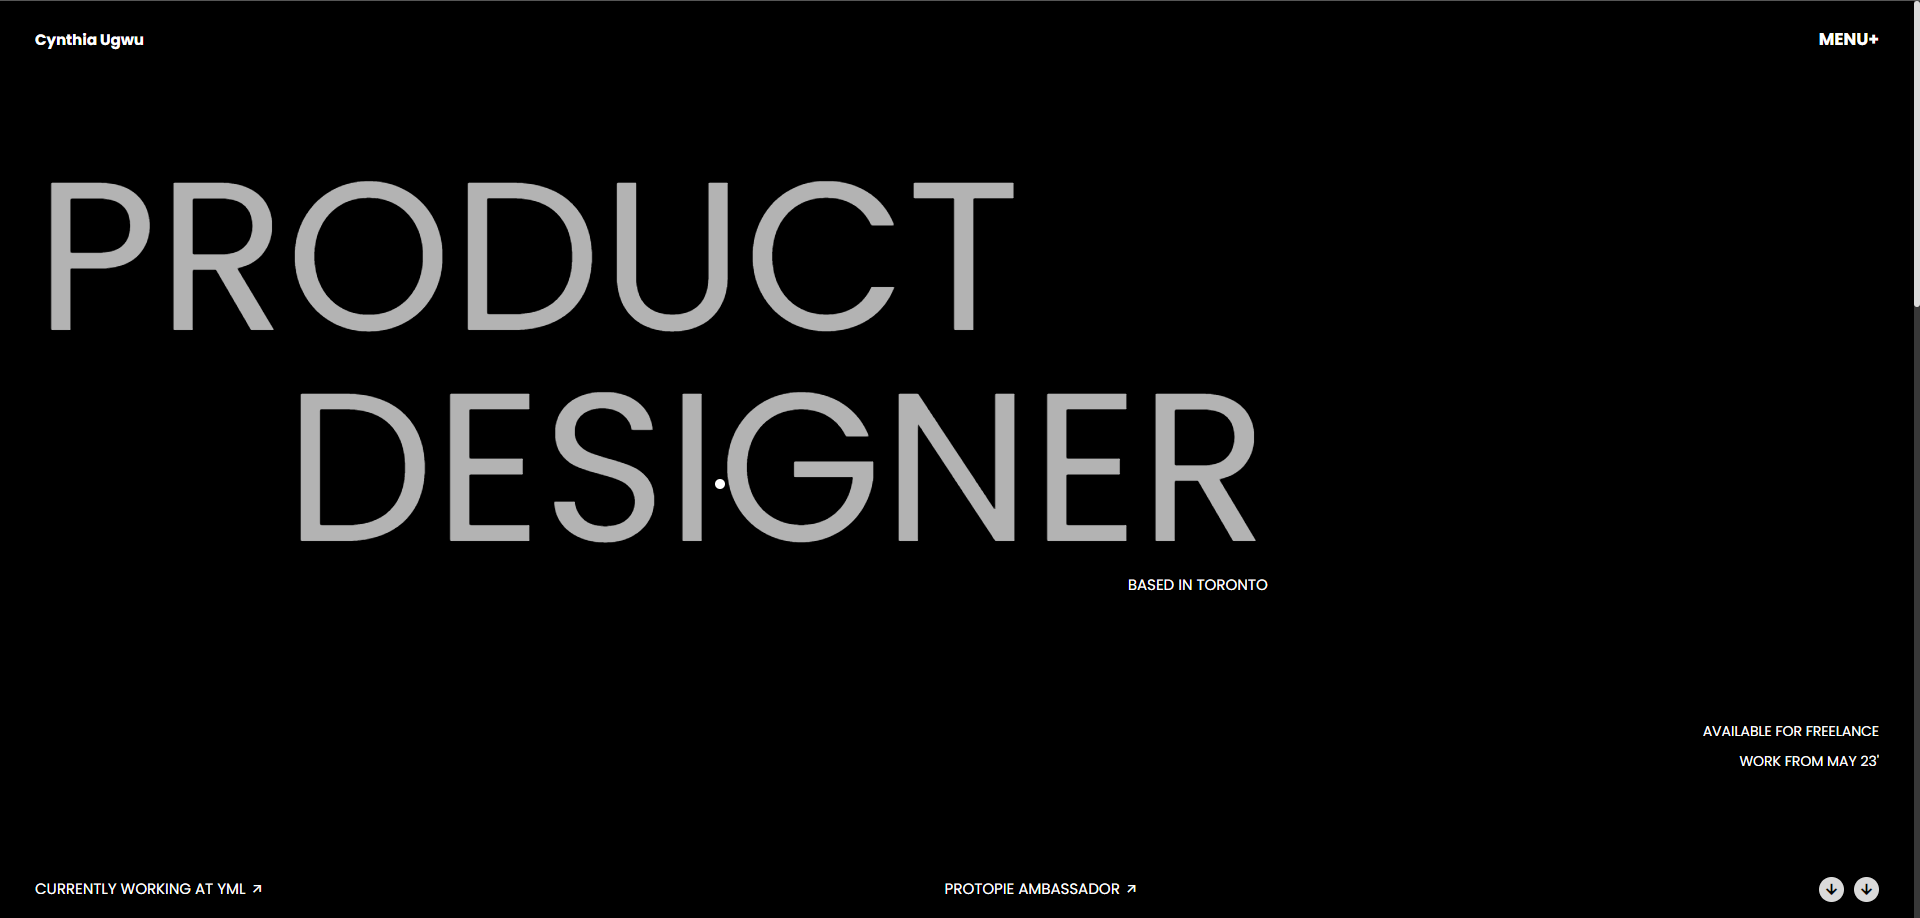 Cynthia Ugwu
MENU+
PRODUCT
DESIGNER
BASED IN TORONTO
AVAILABLE FOR FREELANCE
WORK FROM MAY 23'
CURRENTLY WORKING AT YML
PROTOPIE AMBASSADOR